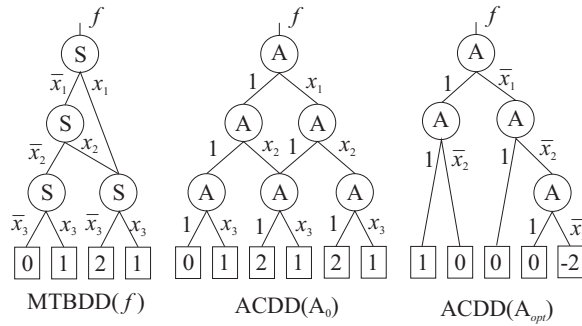 f f f
S A A
x̄₁ x₁ 1 x₁ 1 x̄₁
S A A A A
x̄₂ x₂ 1 x₂ 1 x₂ 1 x̄₂ 1 x̄₂
S S A A A A
x̄₃ x₃ x̄₃ x₃ 1 x₃ 1 x₃ 1 x₃ 1 x̄
0 1 2 1 0 1 2 1 2 1 1 0 0 0 -2
MTBDD(f) ACDD(A₀) ACDD(Aₒₚₜ)